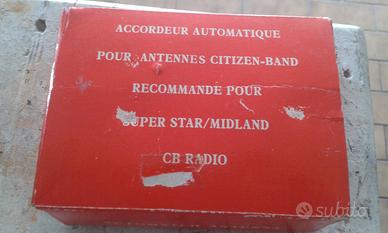 ACCORDEUR AUTOMATIQUE
POUR ANTENNES CITIZEN-BAND
RECOMMANDE POUR
SUPER STAR/MIDLAND
CB RADIO
subito